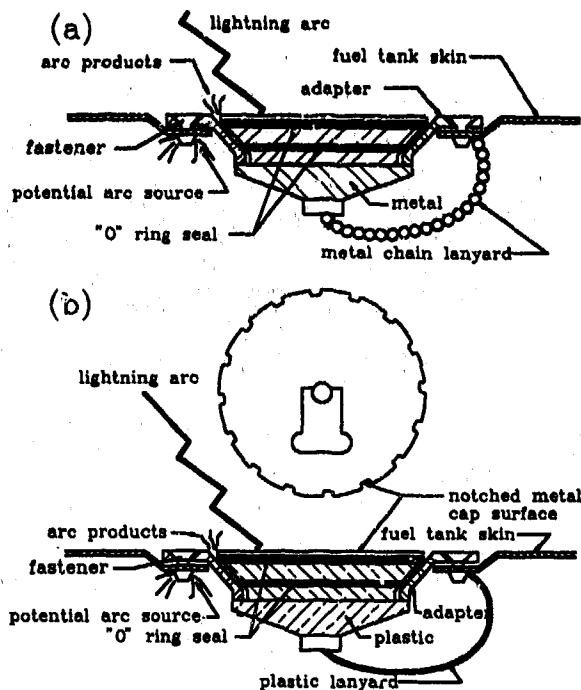 (a)
lightning arc
arc products
fuel tank skin
adapter
fastener
potential arc source
metal
"O" ring seal
metal chain lanyard
(b)
lightning arc
notched metal
cap surface
arc products
fuel tank skin
fastener
potential arc source
adapter
"O" ring seal
plastic
plastic lanyard